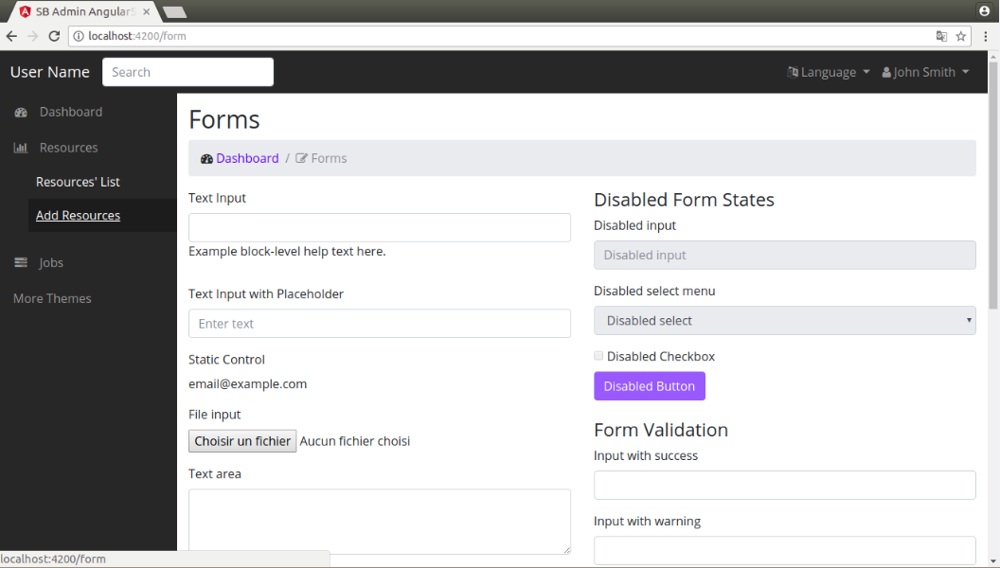 SB Admin AngularS
localhost:4200/form
User Name
Search
Language
John Smith
Dashboard
Resources
Resources' List
Add Resources
Jobs
More Themes
Forms
Dashboard / Forms
Text Input
Example block-level help text here.
Text Input with Placeholder
Enter text
Static Control
email@example.com
File input
Choisir un fichier Aucun fichier choisi
Text area
Disabled Form States
Disabled input
Disabled input
Disabled select menu
Disabled select
Disabled Checkbox
Disabled Button
Form Validation
Input with success
Input with warning
localhost:4200/form